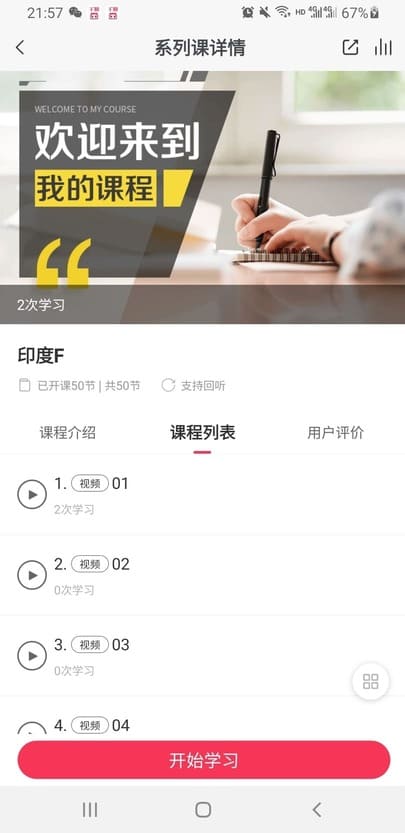 21:57 HD 4G 4G 67%
系列课详情
WELCOME TO MY COURSE
欢迎来到
我的课程
2次学习
印度F
已开课50节 | 共50节 支持回听
课程介绍 课程列表 用户评价
1. 视频 01
2次学习
2. 视频 02
0次学习
3. 视频 03
0次学习
4. 视频 04
开始学习